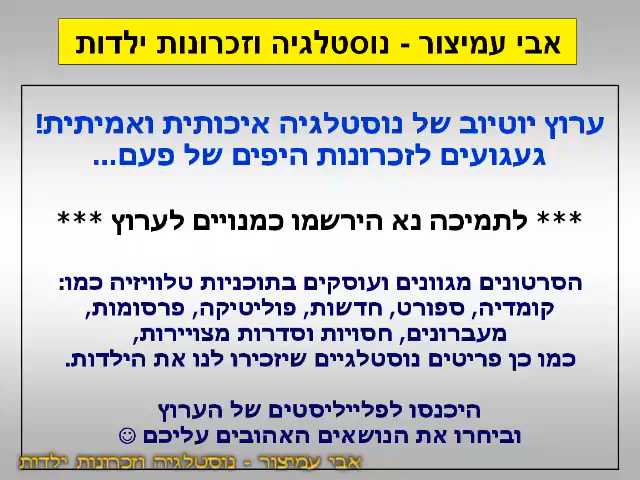 אבי עמיצור - נוסטלגיה וזכרונות ילדות
ערוץ יוטיוב של נוסטלגיה איכותית ואמיתית!
געגועים לזכרונות היפים של פעם...
*** לתמיכה נא הירשמו כמנויים לערוץ ***
הסרטונים מגוונים ועוסקים בתוכניות טלוויזיה כמו:
קומדיה, ספורט, חדשות, פוליטיקה, פרסומות,
מעברונים, חסויות וסדרות מצויירות,
כמו כן פריטים נוסטלגיים שיזכירו לנו את הילדות.
היכנסו לפלייליסטים של הערוץ
וביחרו את הנושאים האהובים עליכם ☺
אבי עמיצור - נוסטלגיה וזכרונות ילדות